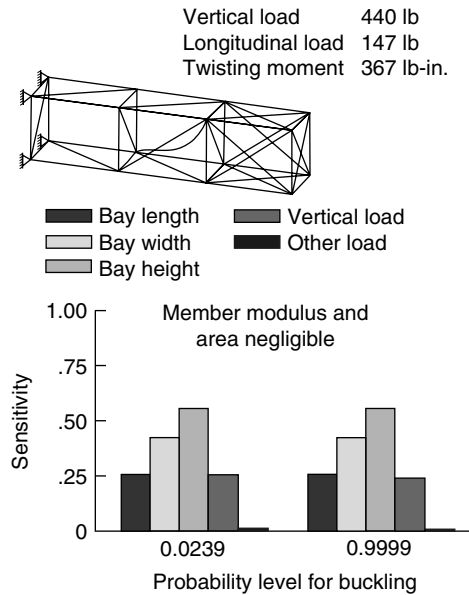 Vertical load 440 lb
Longitudinal load 147 lb
Twisting moment 367 lb-in.
Bay length
Vertical load
Bay width
Other load
Bay height
Member modulus and
area negligible
Sensitivity
1.00
.75
.50
.25
0
0.0239
0.9999
Probability level for buckling